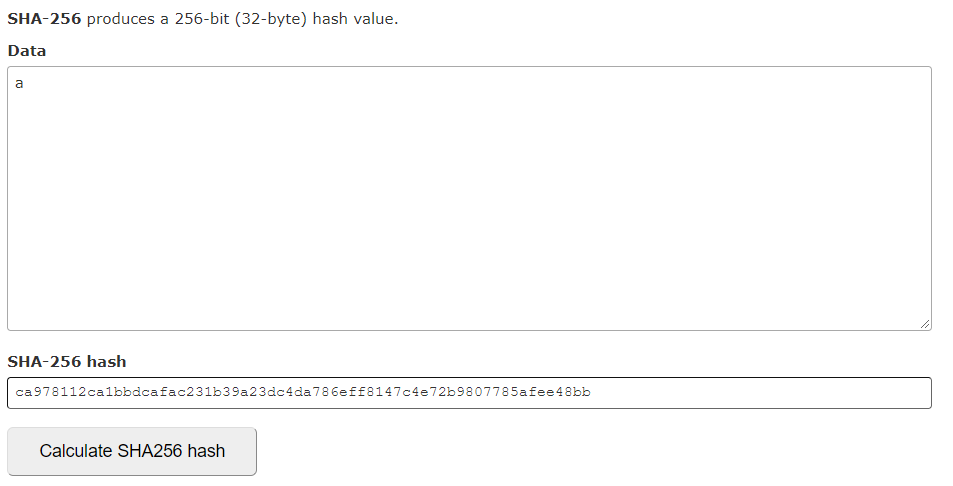 SHA-256 produces a 256-bit (32-byte) hash value.
Data
a
SHA-256 hash
ca978112ca1bbdcafac231b39a23dc4da786eff8147c4e72b9807785afee48bb
Calculate SHA256 hash